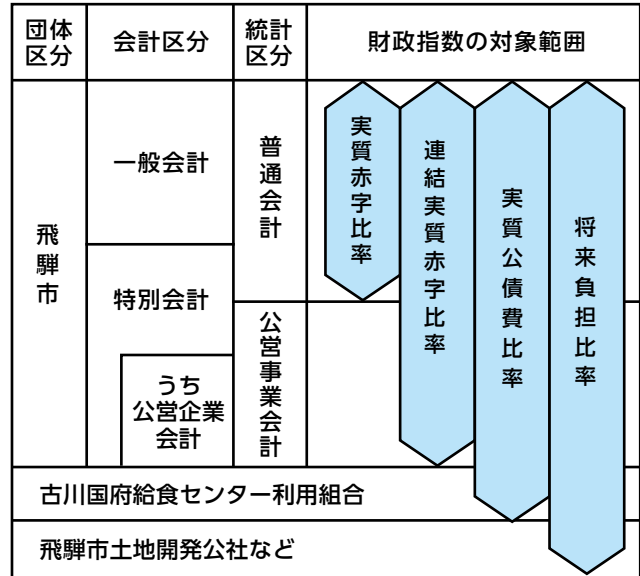 団体
区分
会計区分
統計
区分
財政指数の対象範囲
飛騨市
一般会計
特別会計
うち
公営企業
会計
普通会計
公営事業会計
実質赤字比率
連結実質赤字比率
実質公債費比率
将来負担比率
古川国府給食センター利用組合
飛騨市土地開発公社など